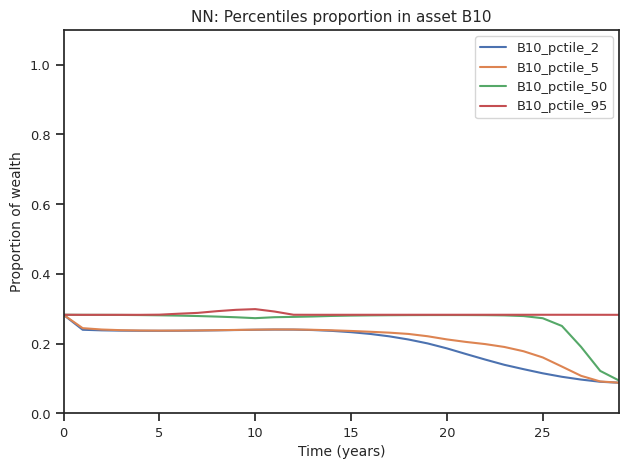 NN: Percentiles proportion in asset B10
B10_pctile_2
B10_pctile_5
B10_pctile_50
B10_pctile_95
Proportion of wealth
1.0
0.8
0.6
0.4
0.2
0.0
0 5 10 15 20 25
Time (years)